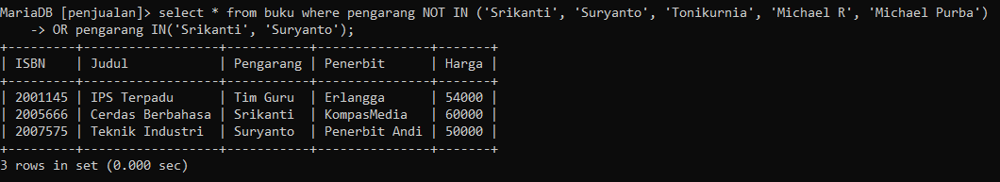 MariaDB [penjualan]> select * from buku where pengarang NOT IN ('Srikanti', 'Suryanto', 'Tonikurnia', 'Michael R', 'Michael Purba')
    -> OR pengarang IN('Srikanti', 'Suryanto');
+---------+------------------+-----------+---------------+-------+
| ISBN    | Judul            | Pengarang | Penerbit      | Harga |
+---------+------------------+-----------+---------------+-------+
| 2001145 | IPS Terpadu      | Tim Guru  | Erlangga      | 54000 |
| 2005666 | Cerdas Berbahasa | Srikanti  | KompasMedia   | 60000 |
| 2007575 | Teknik Industri  | Suryanto  | Penerbit Andi | 50000 |
+---------+------------------+-----------+---------------+-------+
3 rows in set (0.000 sec)